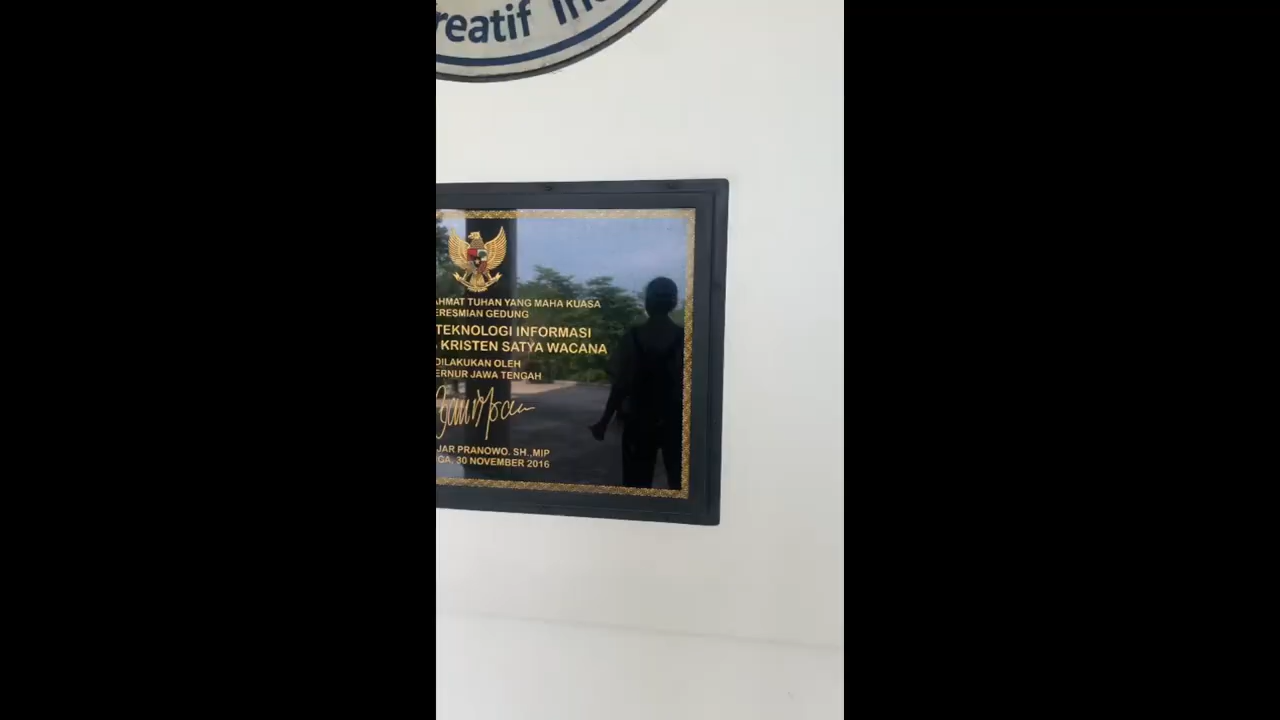 reatif In
AHMAT TUHAN YANG MAHA KUASA
ERESMIAN GEDUNG
TEKNOLOGI INFORMASI
KRISTEN SATYA WACANA
DILAKUKAN OLEH
ERNUR JAWA TENGAH
JAR PRANOWO. SH.,MIP
GA, 30 NOVEMBER 2016